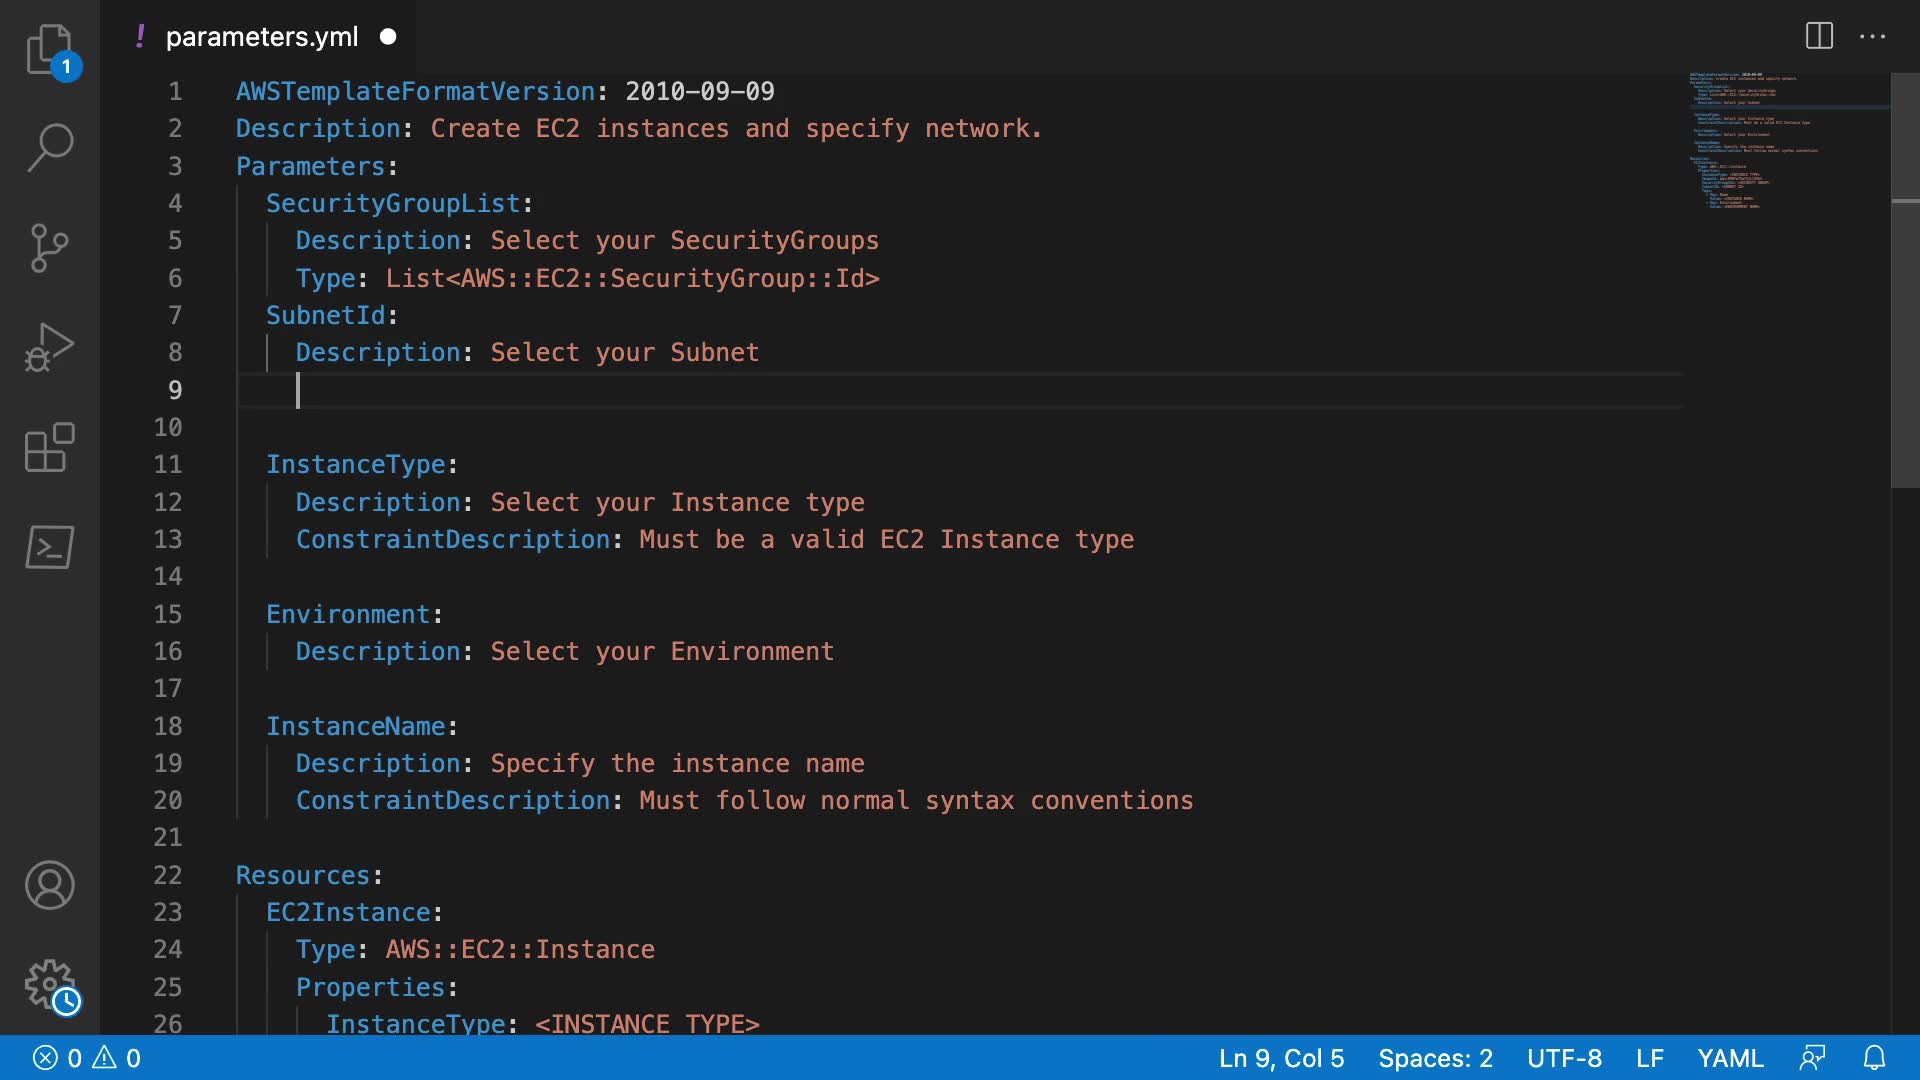 ! parameters.yml
1
1 AWSTemplateFormatVersion: 2010-09-09
2 Description: Create EC2 instances and specify network.
3 Parameters:
4 SecurityGroupList:
5 Description: Select your SecurityGroups
6 Type: List<AWS::EC2::SecurityGroup::Id>
7 SubnetId:
8 Description: Select your Subnet
9
10
11 InstanceType:
12 Description: Select your Instance type
13 ConstraintDescription: Must be a valid EC2 Instance type
14
15 Environment:
16 Description: Select your Environment
17
18 InstanceName:
19 Description: Specify the instance name
20 ConstraintDescription: Must follow normal syntax conventions
21
22 Resources:
23 EC2Instance:
24 Type: AWS::EC2::Instance
25 Properties:
26 InstanceType: <INSTANCE TYPE>
0 0 Ln 9, Col 5 Spaces: 2 UTF-8 LF YAML